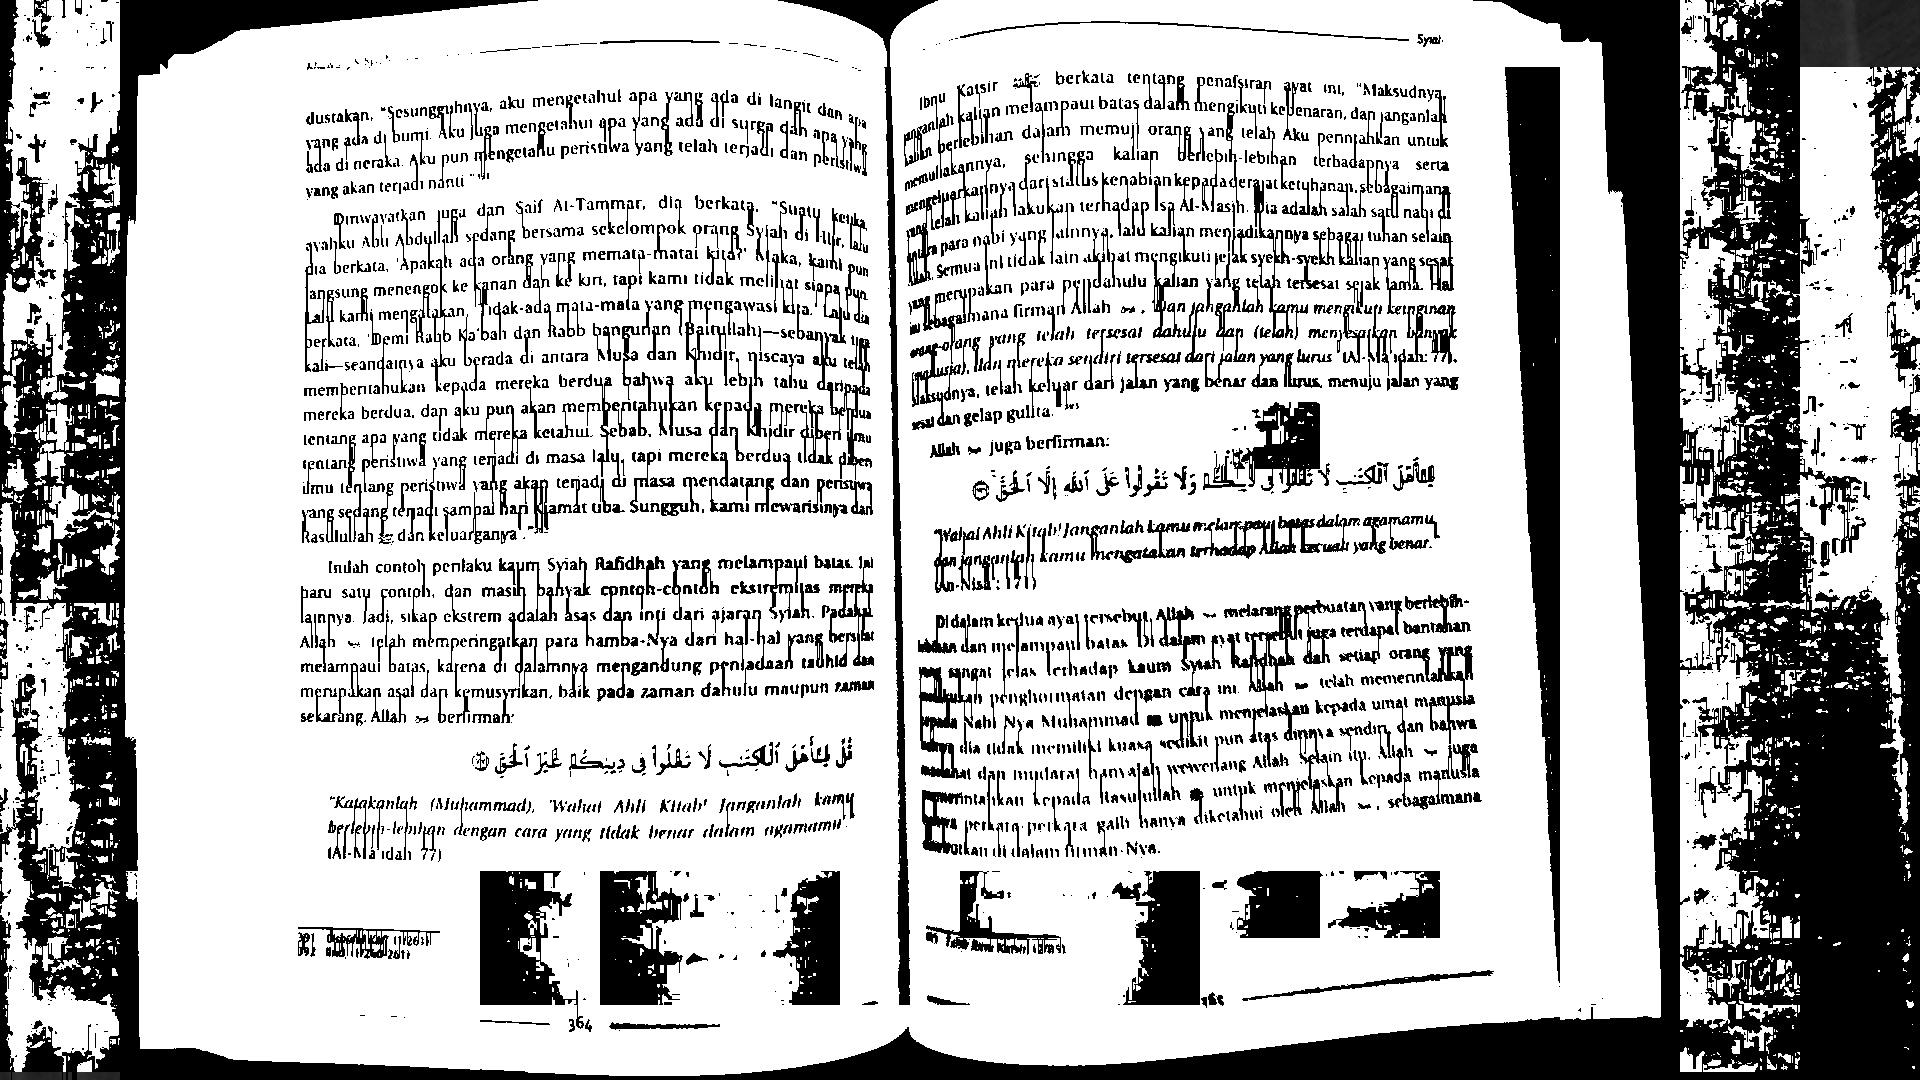 dustakan, "Sesungguhnya, aku mengetahui apa yang ada di langit dan apa
yang ada di bumi. Aku juga mengetahui apa yang ada di surga dan apa yang
ada di neraka. Aku pun mengetahu peristiwa yang telah terjadi dan peristiwa
yang akan terjadi nanti."
Diriwayatkan juga dari Saif At-Tammar, dia berkata, "Suatu ketika,
ayahku Abu Abdullah sedang bersama sekelompok orang Syiah di lalu
dia berkata, 'Apakah ada orang yang memata-matai kita?' Maka, kami pun
langsung menengok ke kanan dan ke kiri, tapi kami tidak melihat siapa pun.
Lalu kami mengatakan, 'Tidak-ada mata-mata yang mengawasi kita.' Lalu dia
berkata, 'Demi Rabb Ka'bah dan Rabb bangunan (Baitullah)—sebanyak tiga
kali—seandainya aku berada di antara Musa dan Khidir, niscaya aku telah
memberitahukan kepada mereka berdua bahwa aku lebih tahu daripada
mereka berdua, dan aku pun akan memberitahukan kepada mereka berdua
tentang apa yang tidak mereka ketahui. Sebab, Musa dan Khidir diberi ilmu
tentang peristiwa yang terjadi di masa lalu, tapi mereka berdua tidak diberi
ilmu tentang peristiwa yang akan terjadi di masa mendatang dan peristiwa
yang sedang terjadi sampai hari Kiamat tiba. Sungguh, kami mewarisinya dari
Rasulullah ﷺ dan keluarganya'."
Inilah contoh perilaku kaum Syiah Rafidhah yang melampaui batas. Ini
baru satu contoh, dan masih banyak contoh-contoh ekstremitas mereka
lainnya. Jadi, sikap ekstrem adalah asas dan inti dari ajaran Syiah. Padahal
Allah telah memperingatkan para hamba-Nya dari hal-hal yang bersifat
melampaui batas, karena di dalamnya mengandung peniadaan tauhid dan
merupakan asal dari kemusyrikan, baik pada zaman dahulu maupun zaman
sekarang. Allah berfirman:
قُلْ يَٰٓأَهْلَ ٱلْكِتَٰبِ لَا تَغْلُوا۟ فِى دِينِكُمْ غَيْرَ ٱلْحَقِّ
"Katakanlah (Muhammad), 'Wahai Ahli Kitab! Janganlah kamu
berlebih-lebihan dengan cara yang tidak benar dalam agamamu'."
(Al-Mâ'idah: 77)
391
392 Ibid, (1/260-261)
364
Syiah
Ibnu Katsir berkata tentang penafsiran ayat ini, "Maksudnya,
janganlah kalian melampaui batas dalam mengikuti kebenaran, dan janganlah
kalian berlebihan dalam memuji orang yang telah Aku perintahkan untuk
memuliakannya, sehingga kalian berlebih-lebihan terhadapnya serta
mengeluarkannya dari status kenabian kepada derajat ketuhanan, sebagaimana
yang telah kalian lakukan terhadap Isa Al-Masih. Dia adalah salah satu nabi di
antara para nabi yang lainnya, lalu kalian menjadikannya sebagai tuhan selain
Allah. Semua ini tidak lain akibat mengikuti jejak syekh-syekh kalian yang sesat
yang merupakan para pendahulu kalian yang telah tersesat sejak lama. Hal
ini sebagaimana firman Allah , 'Dan janganlah kamu mengikuti keinginan
orang-orang yang telah tersesat dahulu dan (telah) menyesatkan banyak
(manusia), dan mereka sendiri tersesat dari jalan yang lurus' (Al-Mâ'idah: 77),
Maksudnya, telah keluar dari jalan yang benar dan lurus, menuju jalan yang
sesat dan gelap gulita."
Allah juga berfirman:
يَٰٓأَهْلَ ٱلْكِتَٰبِ لَا تَغْلُوا۟ فِى دِينِكُمْ وَلَا تَقُولُوا۟ عَلَى ٱللَّهِ إِلَّا ٱلْحَقَّ
"Wahai Ahli Kitab! Janganlah kamu melampaui batas dalam agamamu,
dan janganlah kamu mengatakan terhadap Allah kecuali yang benar."
(An-Nisâ': 171)
Di dalam kedua ayat tersebut, Allah melarang perbuatan yang berlebih-
lebihan dan melampaui batas. Di dalam ayat tersebut juga terdapat bantahan
yang sangat jelas terhadap kaum Syiah Rafidhah dan setiap orang yang
melakukan penghormatan dengan cara ini. Allah telah memerintahkan
kepada Nabi-Nya Muhammad ﷺ untuk menjelaskan kepada umat manusia
bahwa dia tidak memiliki kuasa sedikit pun atas dirinya sendiri, dan bahwa
maslahat dan mudarat hanyalah wewenang Allah. Selain itu, Allah juga
memerintahkan kepada Rasulullah ﷺ untuk menjelaskan kepada manusia
bahwa perkara-perkara gaib hanya diketahui oleh Allah , sebagaimana
disebutkan di dalam firman-Nya.
365